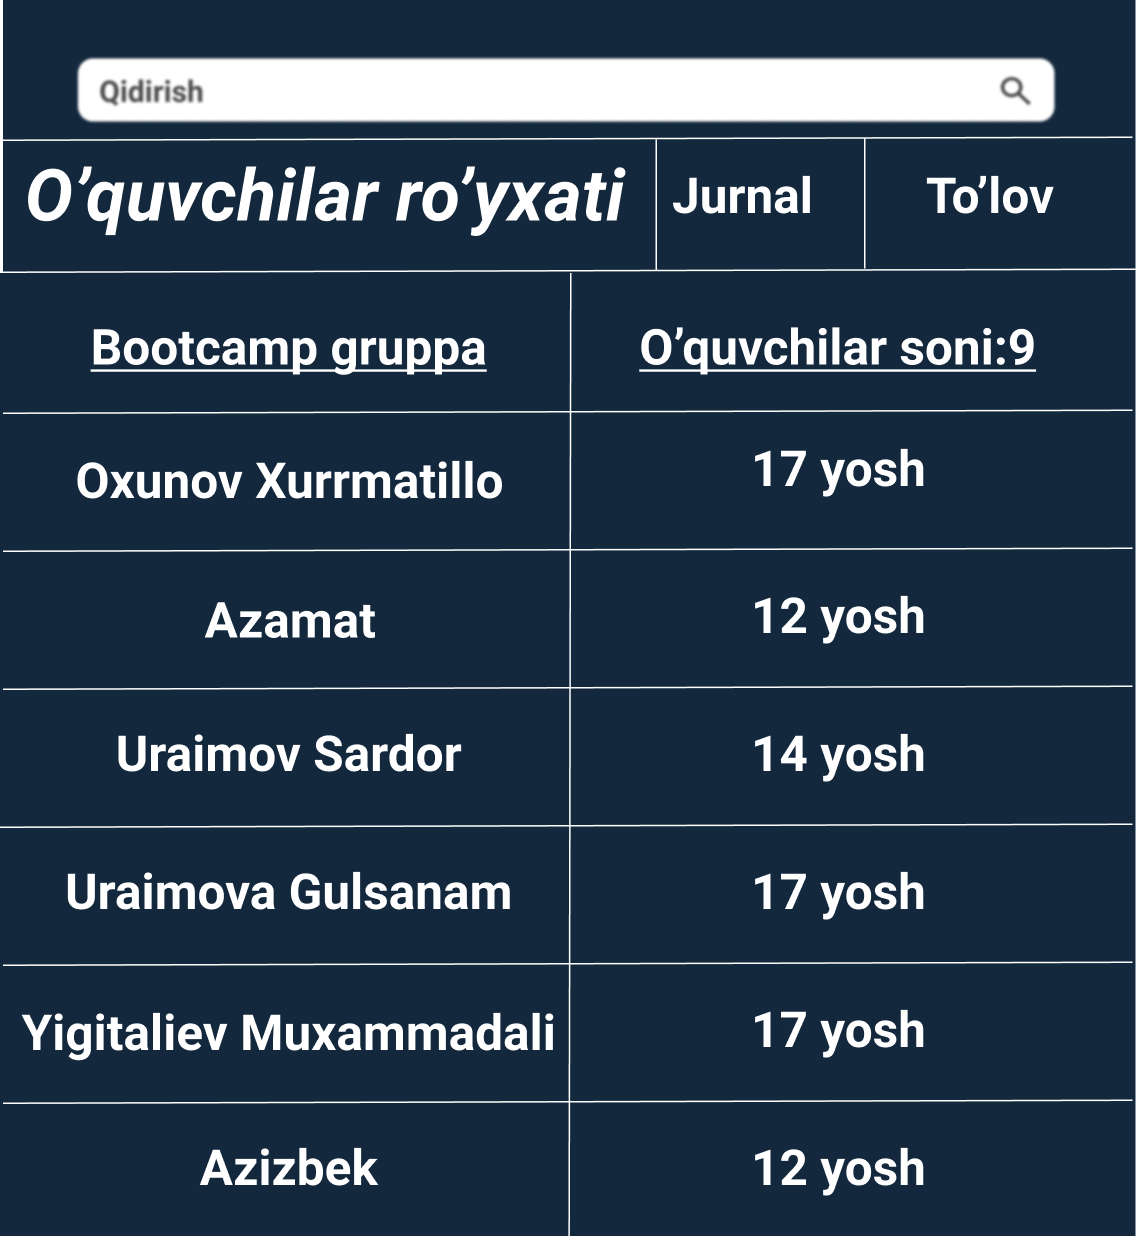 Qidirish
O’quvchilar ro’yxati Jurnal To’lov
Bootcamp gruppa O’quvchilar soni:9
Oxunov Xurrmatillo 17 yosh
Azamat 12 yosh
Uraimov Sardor 14 yosh
Uraimova Gulsanam 17 yosh
Yigitaliev Muxammadali 17 yosh
Azizbek 12 yosh